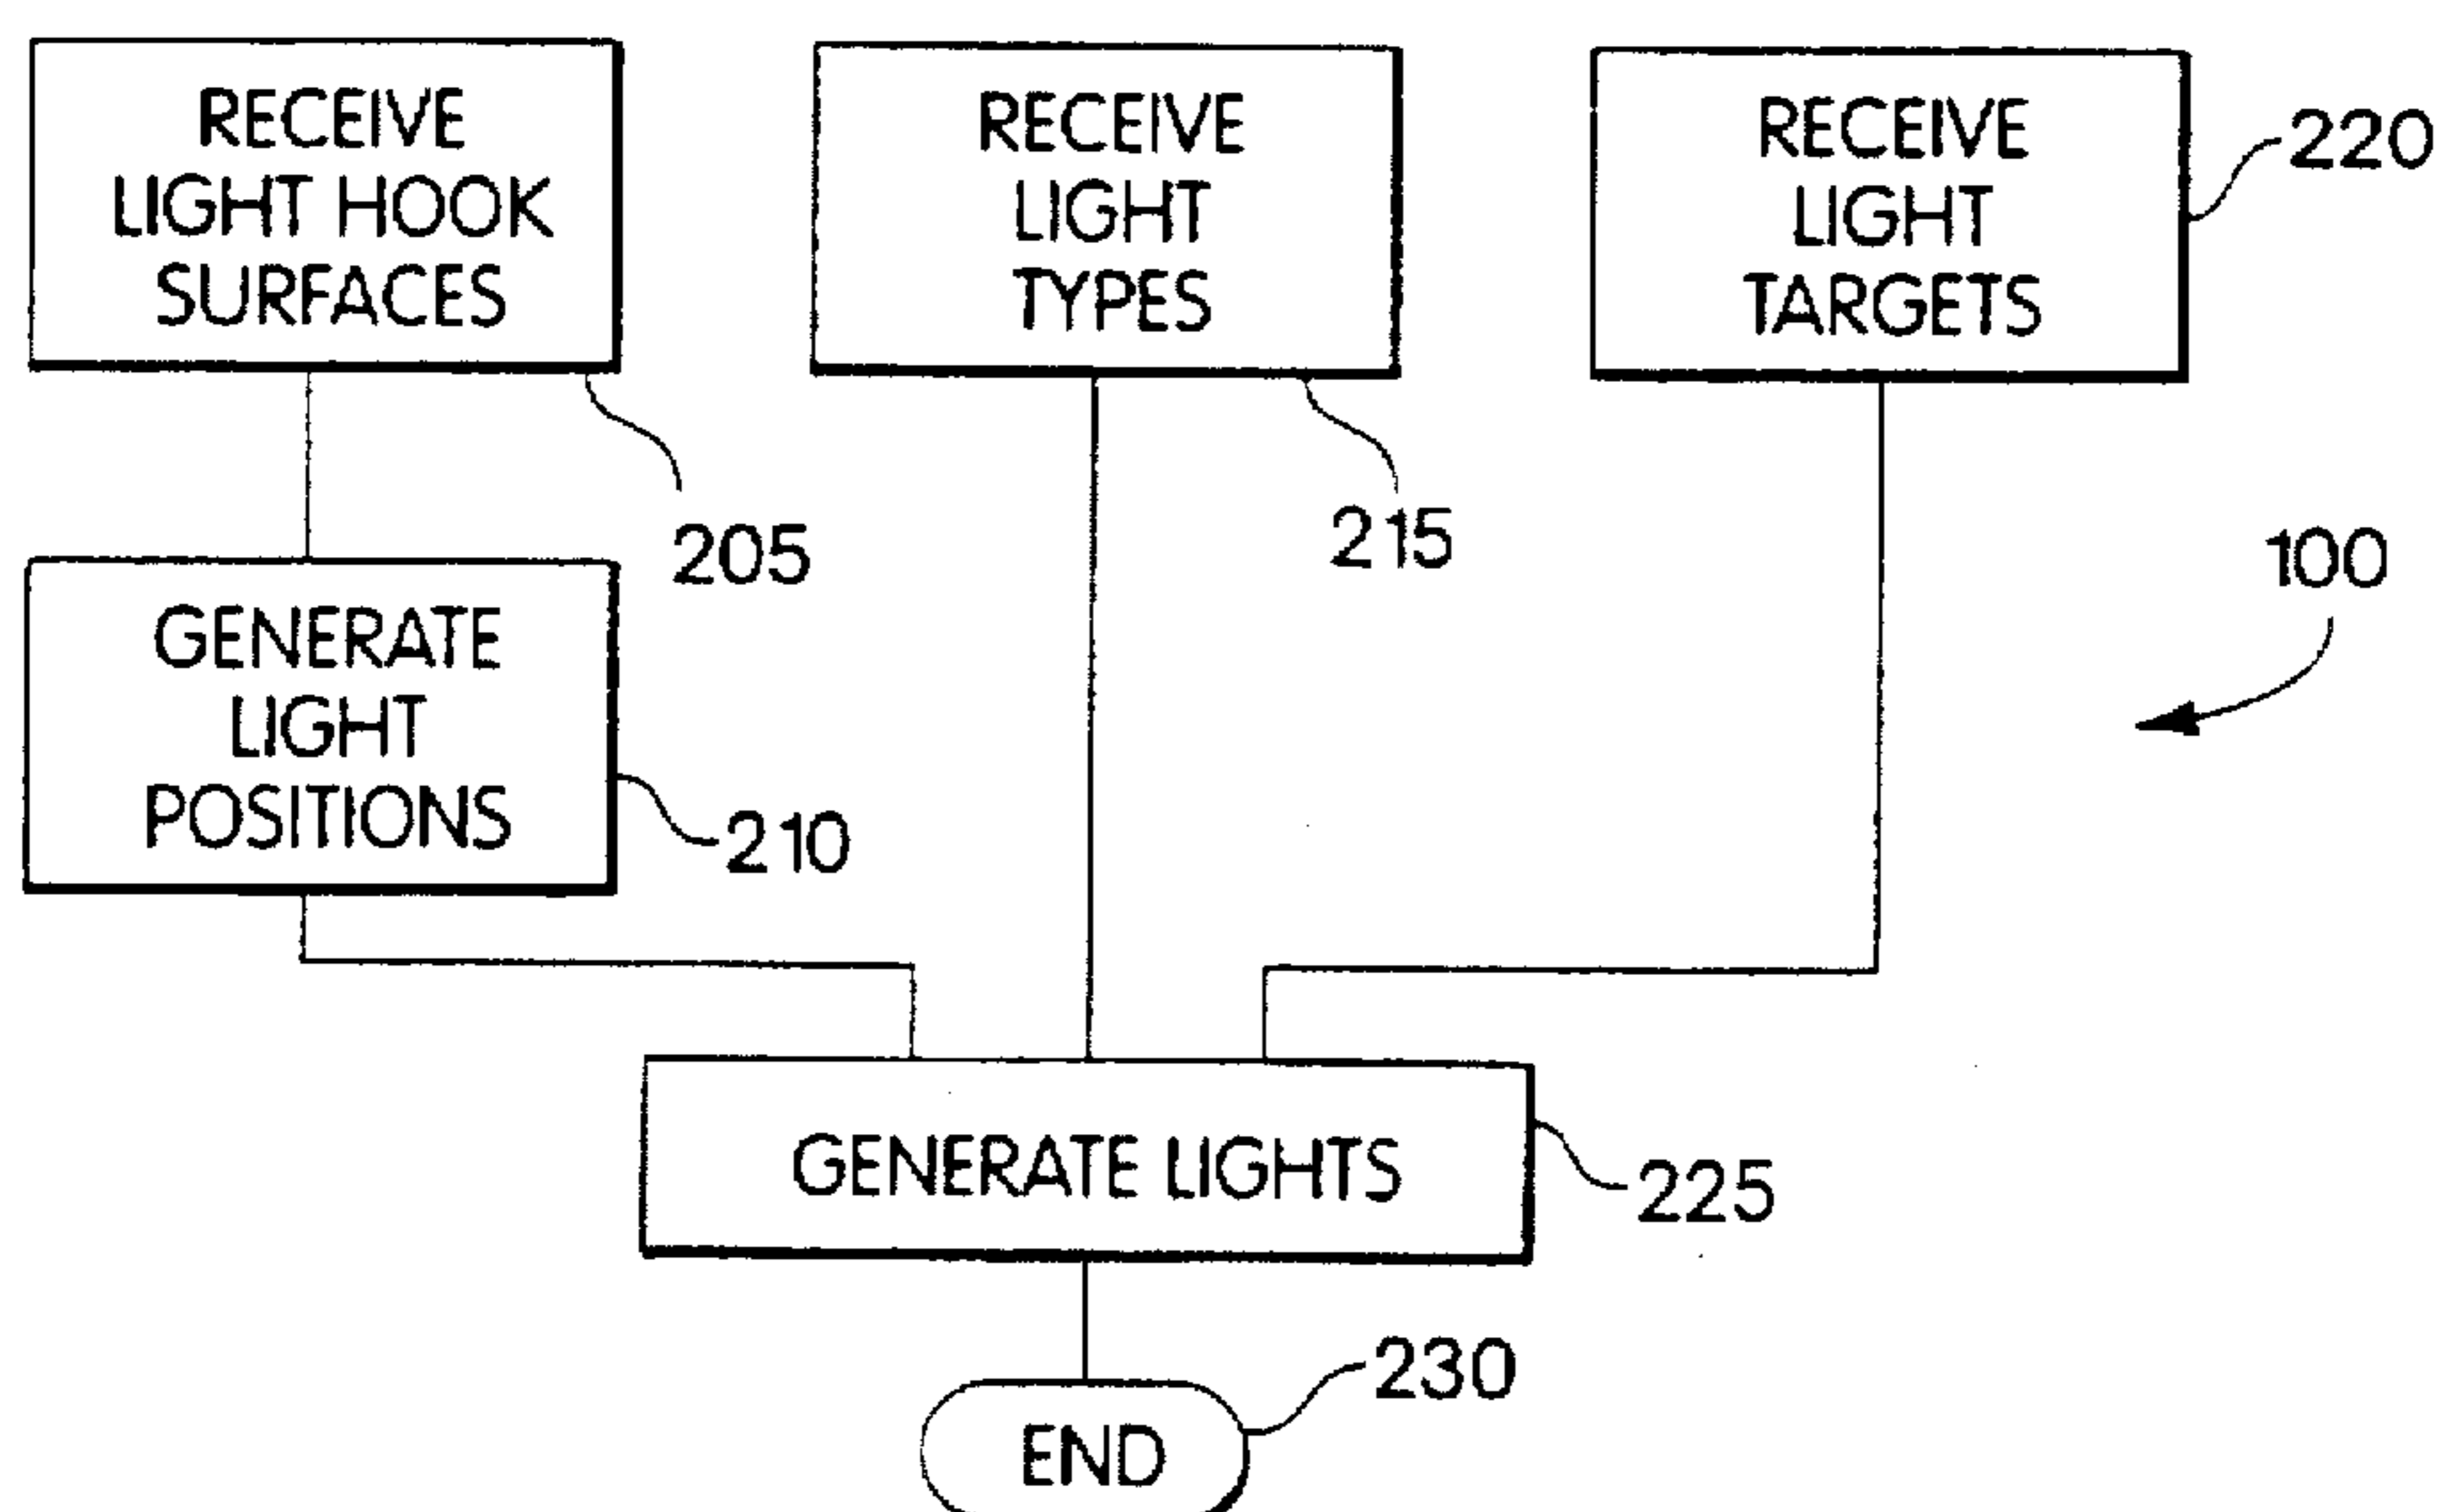 RECEIVE
LIGHT HOOK
SURFACES
205
RECEIVE
LIGHT
TYPES
215
RECEIVE
LIGHT
TARGETS
220
100
GENERATE
LIGHT
POSITIONS
210
GENERATE LIGHTS
225
END
230